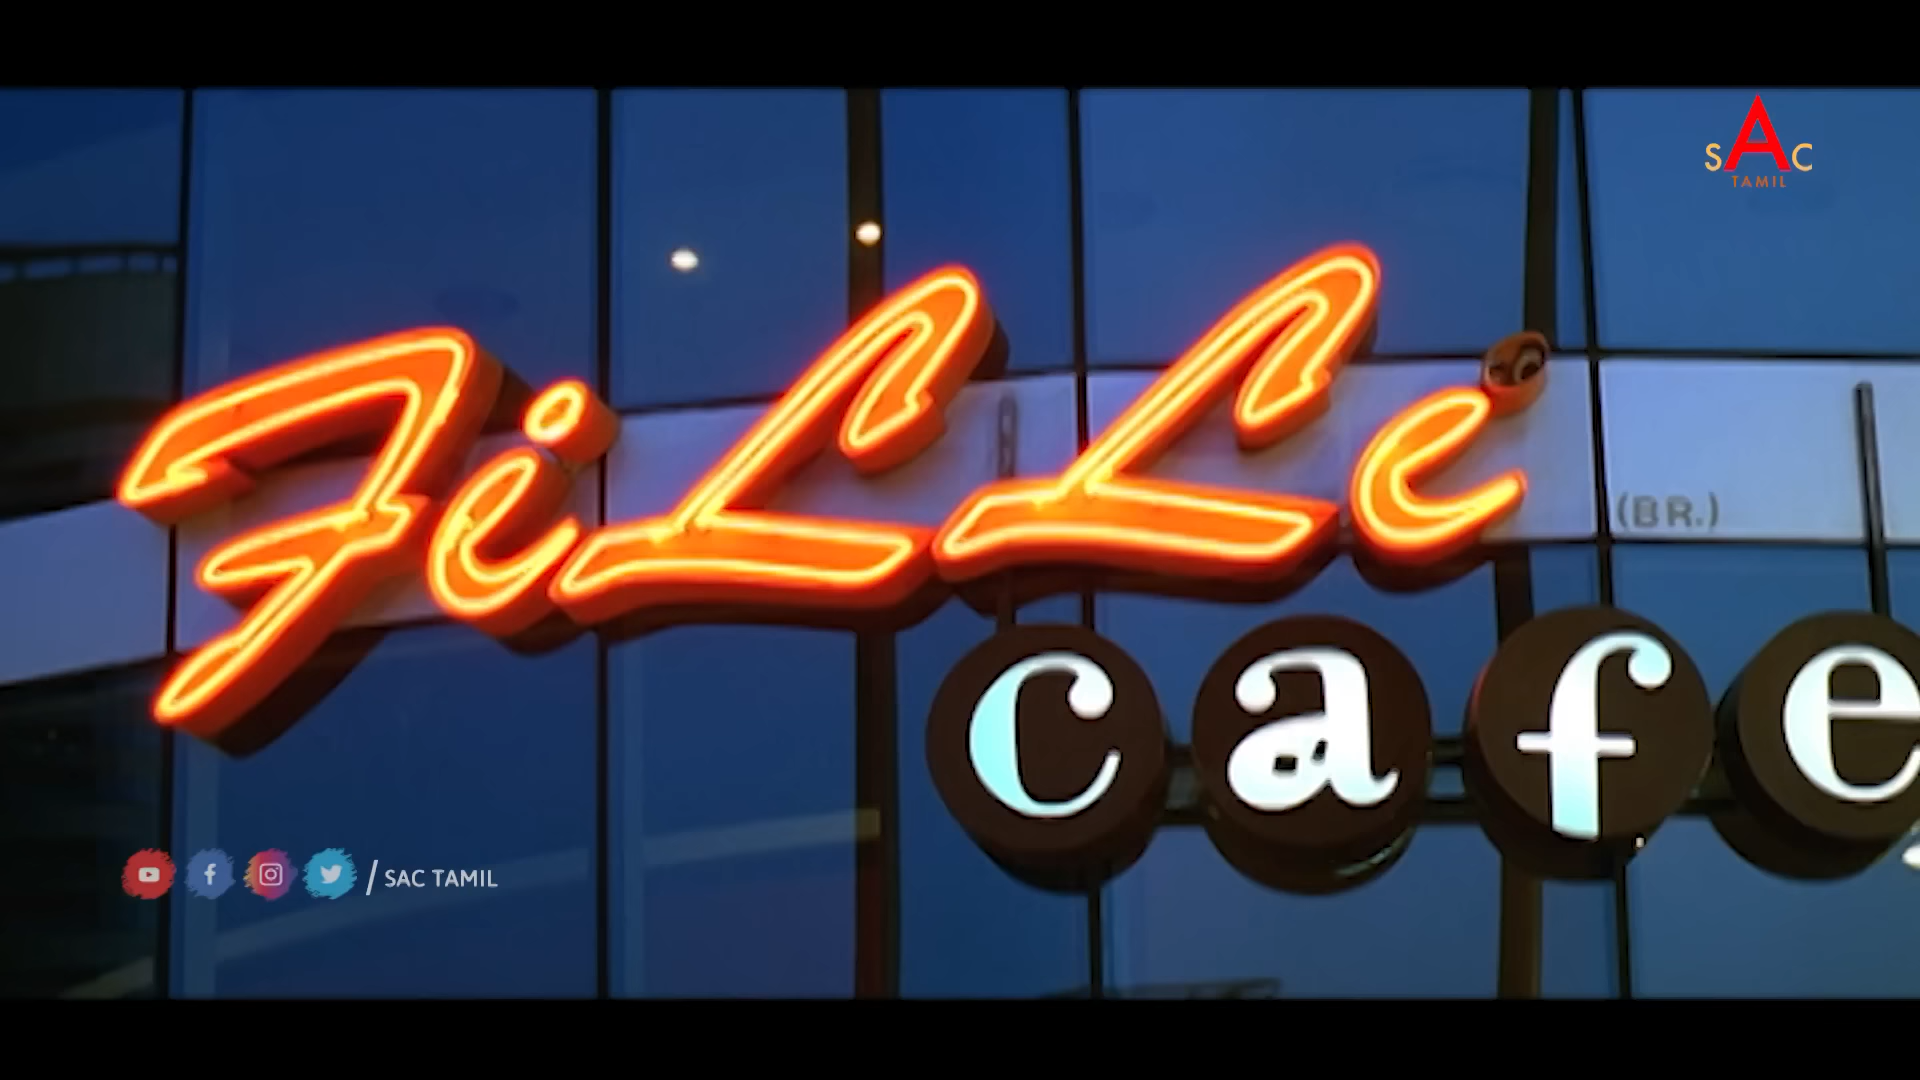 SAC
TAMIL
FiLLi
(BR.)
cafe
/ SAC TAMIL